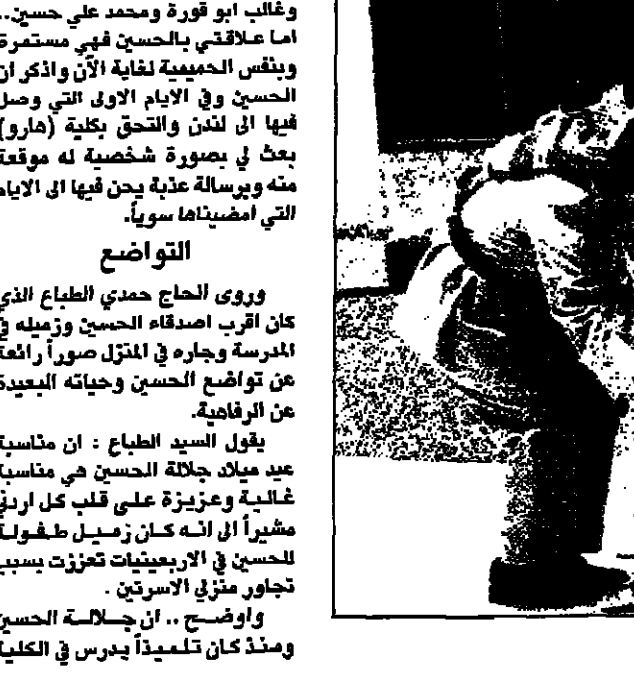 وغالب ابو قورة ومحمد علي حسين..
اما علاقتي بالحسين فهي مستمرة
وبنفس الحميمية لغاية الآن واذكر ان
الحسين وفي الايام الاولى التي وصل
فيها الى لندن والتحق بكلية (هارو)
بعث لي بصورة شخصية له موقعة
منه وبرسالة عذبة يحن فيها الى الايام
التي امضيناها سوياً.
التواضع
وروى الحاج حمدي الطباع الذي
كان اقرب اصدقاء الحسين وزميله في
المدرسة وجاره في المنزل صوراً رائعة
عن تواضع الحسين وحياته البعيدة
عن الرفاهية.
يقول السيد الطباع : ان مناسبة
عيد ميلاد جلالة الحسين هي مناسبة
غالية وعزيزة على قلب كل اردني
مشيراً الى انه كان زميل طفولة
للحسين في الاربعينيات تعززت بسبب
تجاور منزلي الاسرتين .
واوضح .. ان جلالة الحسين
ومنذ كان تلميذاً يدرس في الكلية